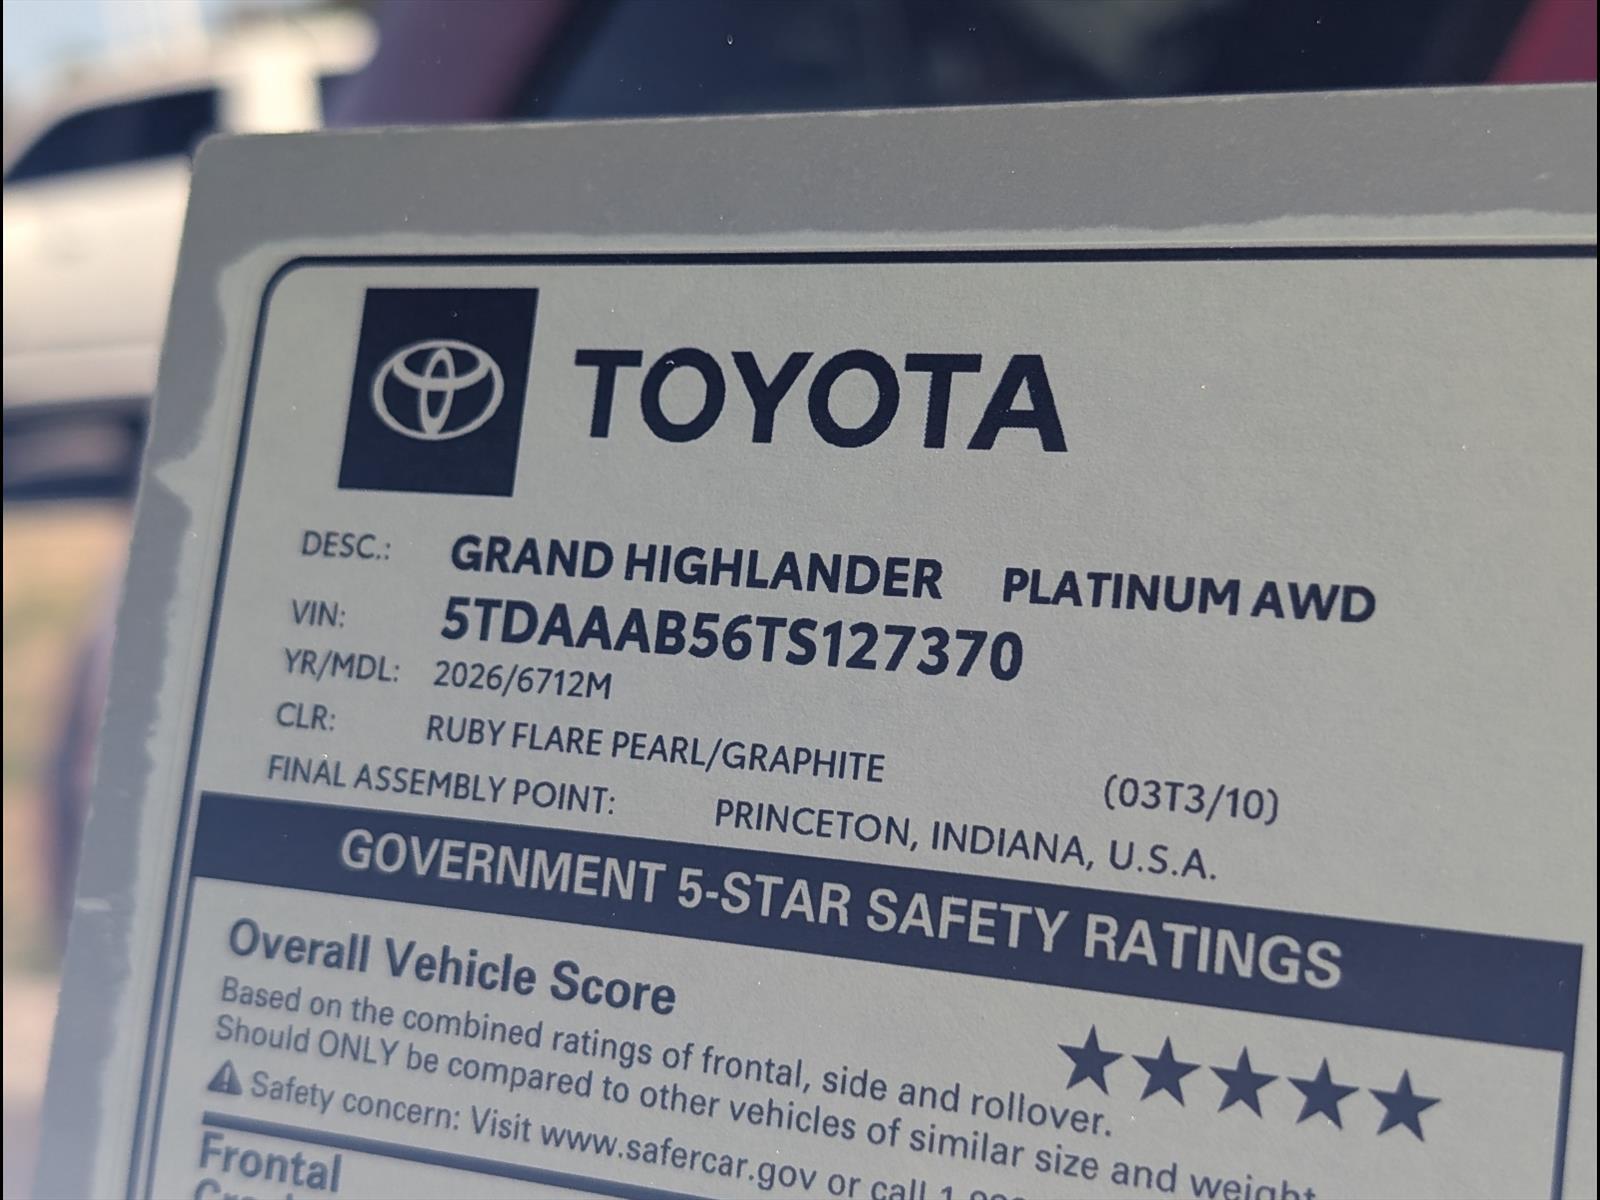 TOYOTA
DESC.: GRAND HIGHLANDER PLATINUM AWD
VIN: 5TDAAAB56TS127370
YR/MDL: 2026/6712M
CLR: RUBY FLARE PEARL/GRAPHITE (03T3/10)
FINAL ASSEMBLY POINT: PRINCETON, INDIANA, U.S.A.
GOVERNMENT 5-STAR SAFETY RATINGS
Overall Vehicle Score ★★★★★
Based on the combined ratings of frontal, side and rollover.
Should ONLY be compared to other vehicles of similar size and weight
Safety concern: Visit www.safercar.gov or call
Frontal